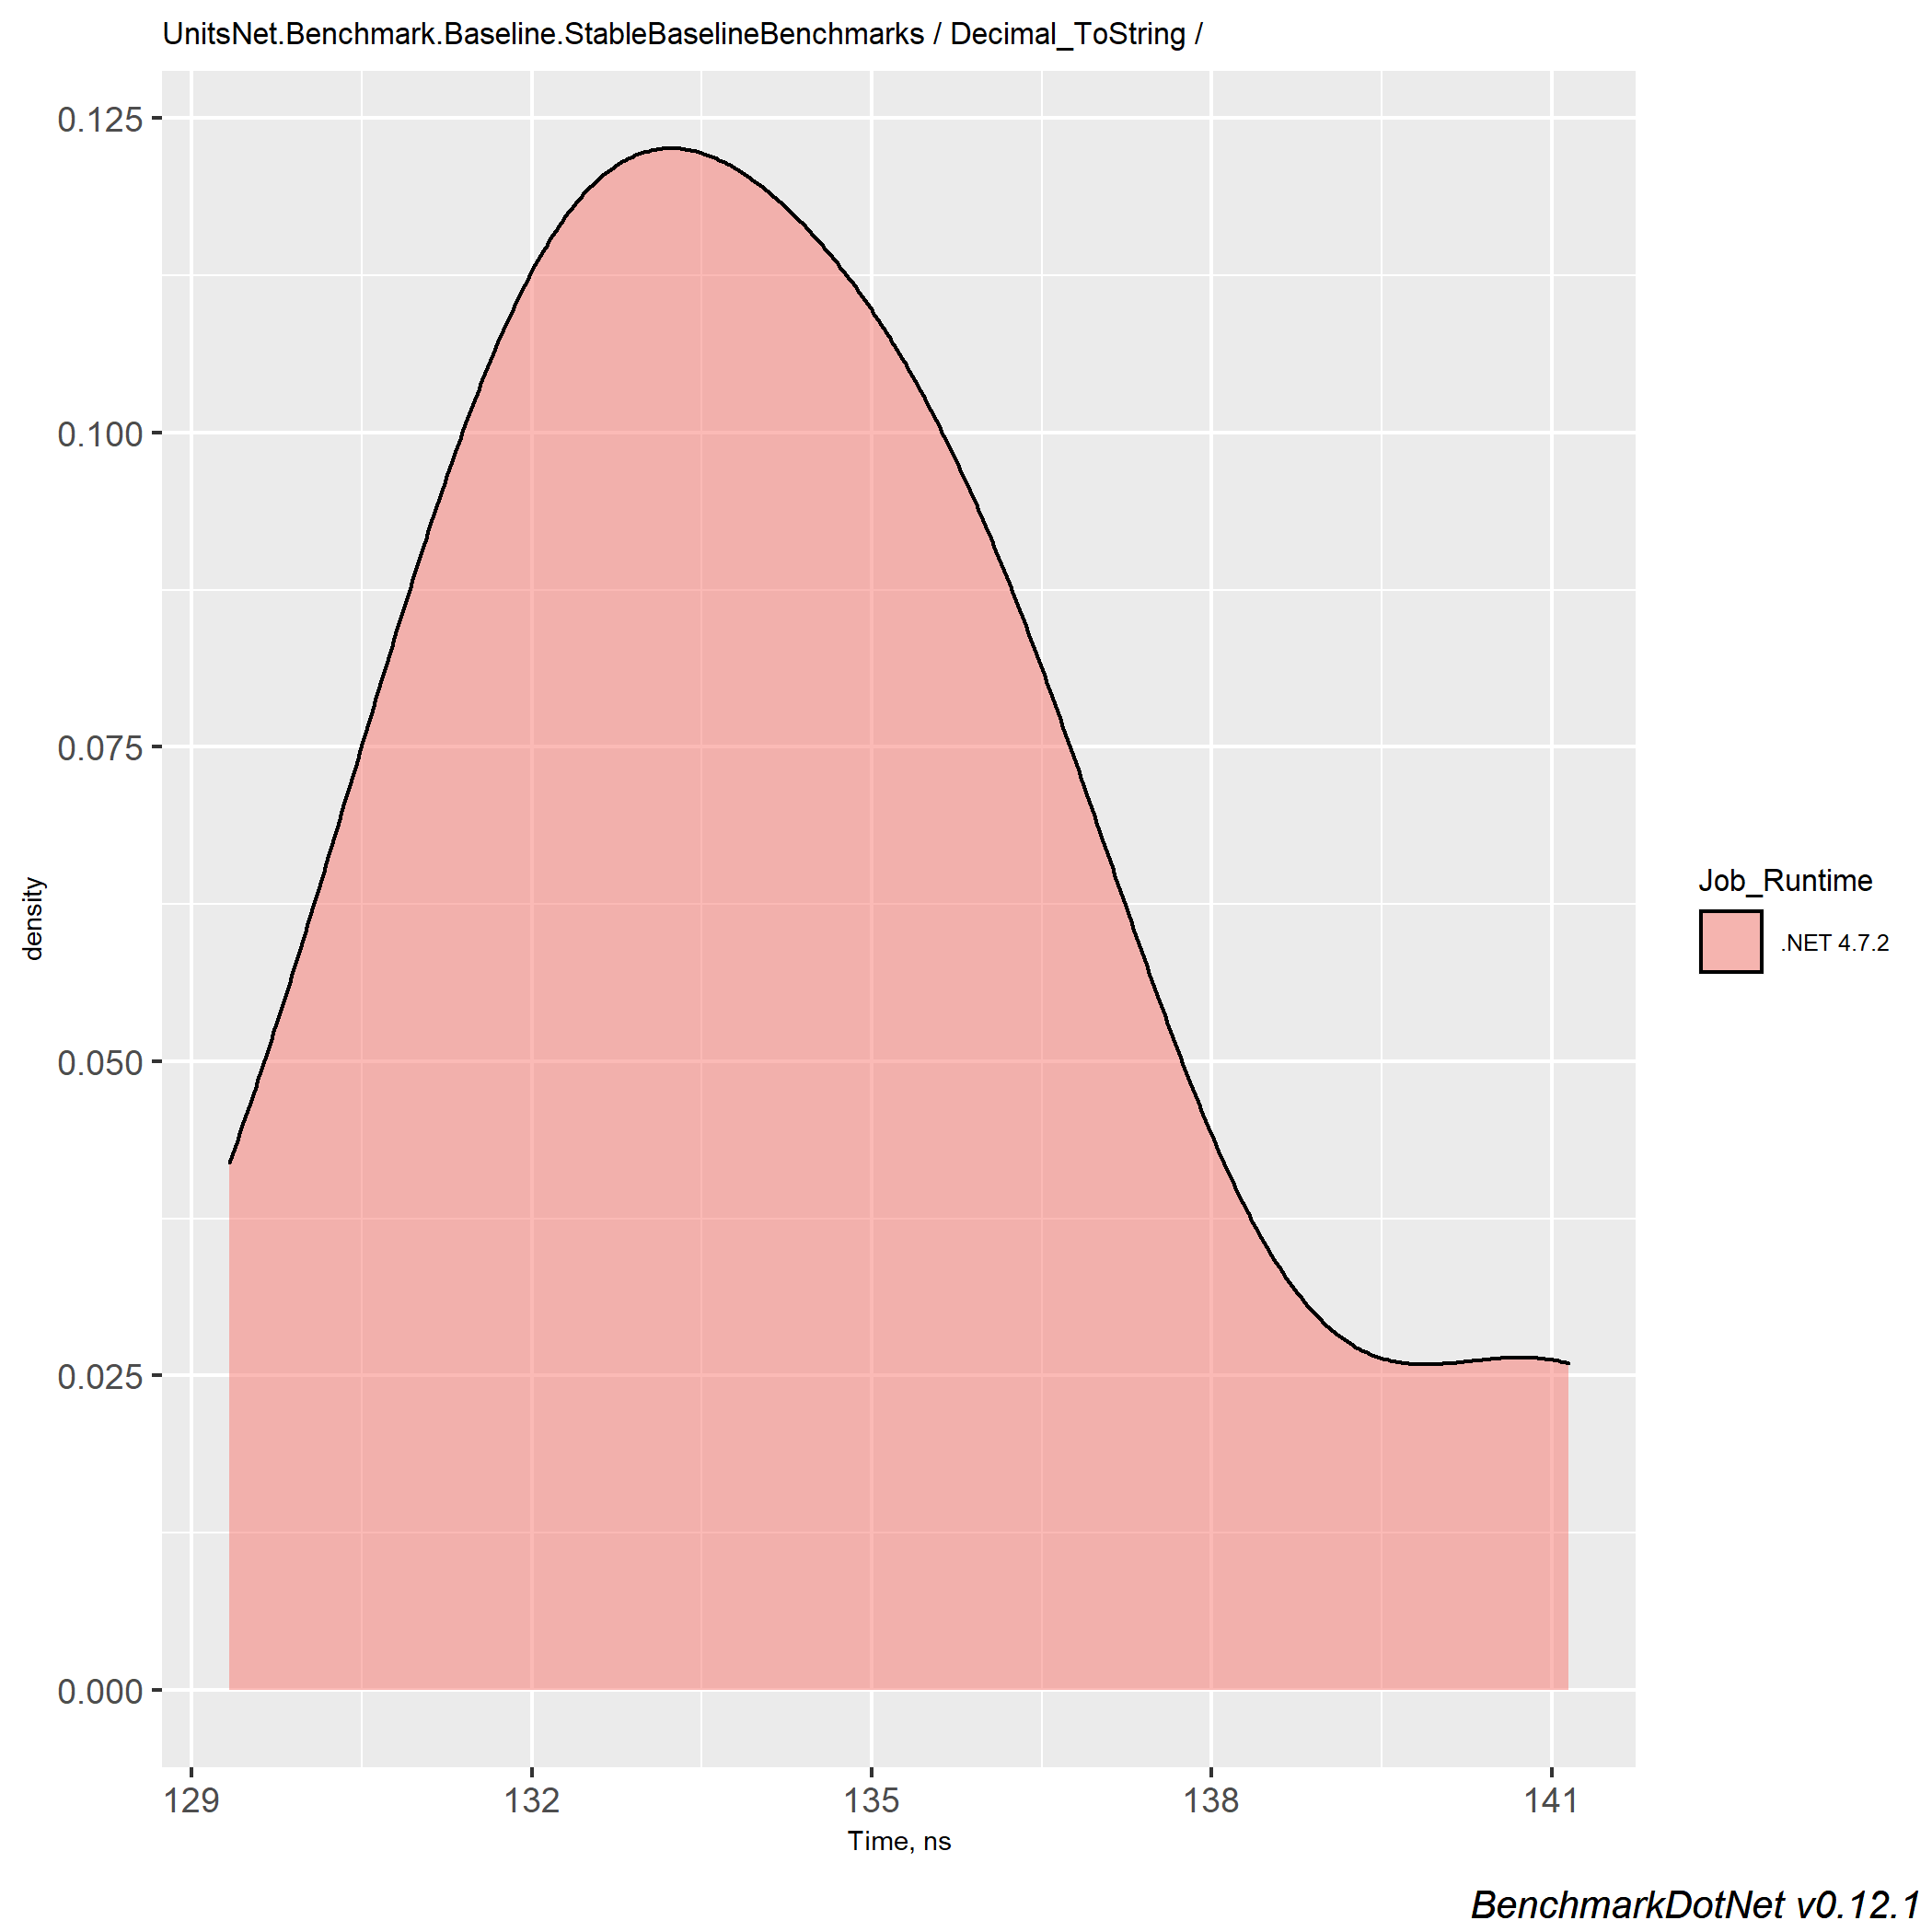 UnitsNet.Benchmark.Baseline.StableBaselineBenchmarks / Decimal_ToString /
0.125
0.100
0.075
0.050
0.025
0.000
density
129 132 135 138 141
Time, ns
Job_Runtime
.NET 4.7.2
BenchmarkDotNet v0.12.1